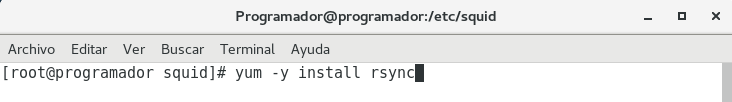 Programador@programador:/etc/squid
Archivo Editar Ver Buscar Terminal Ayuda
[root@programador squid]# yum -y install rsync